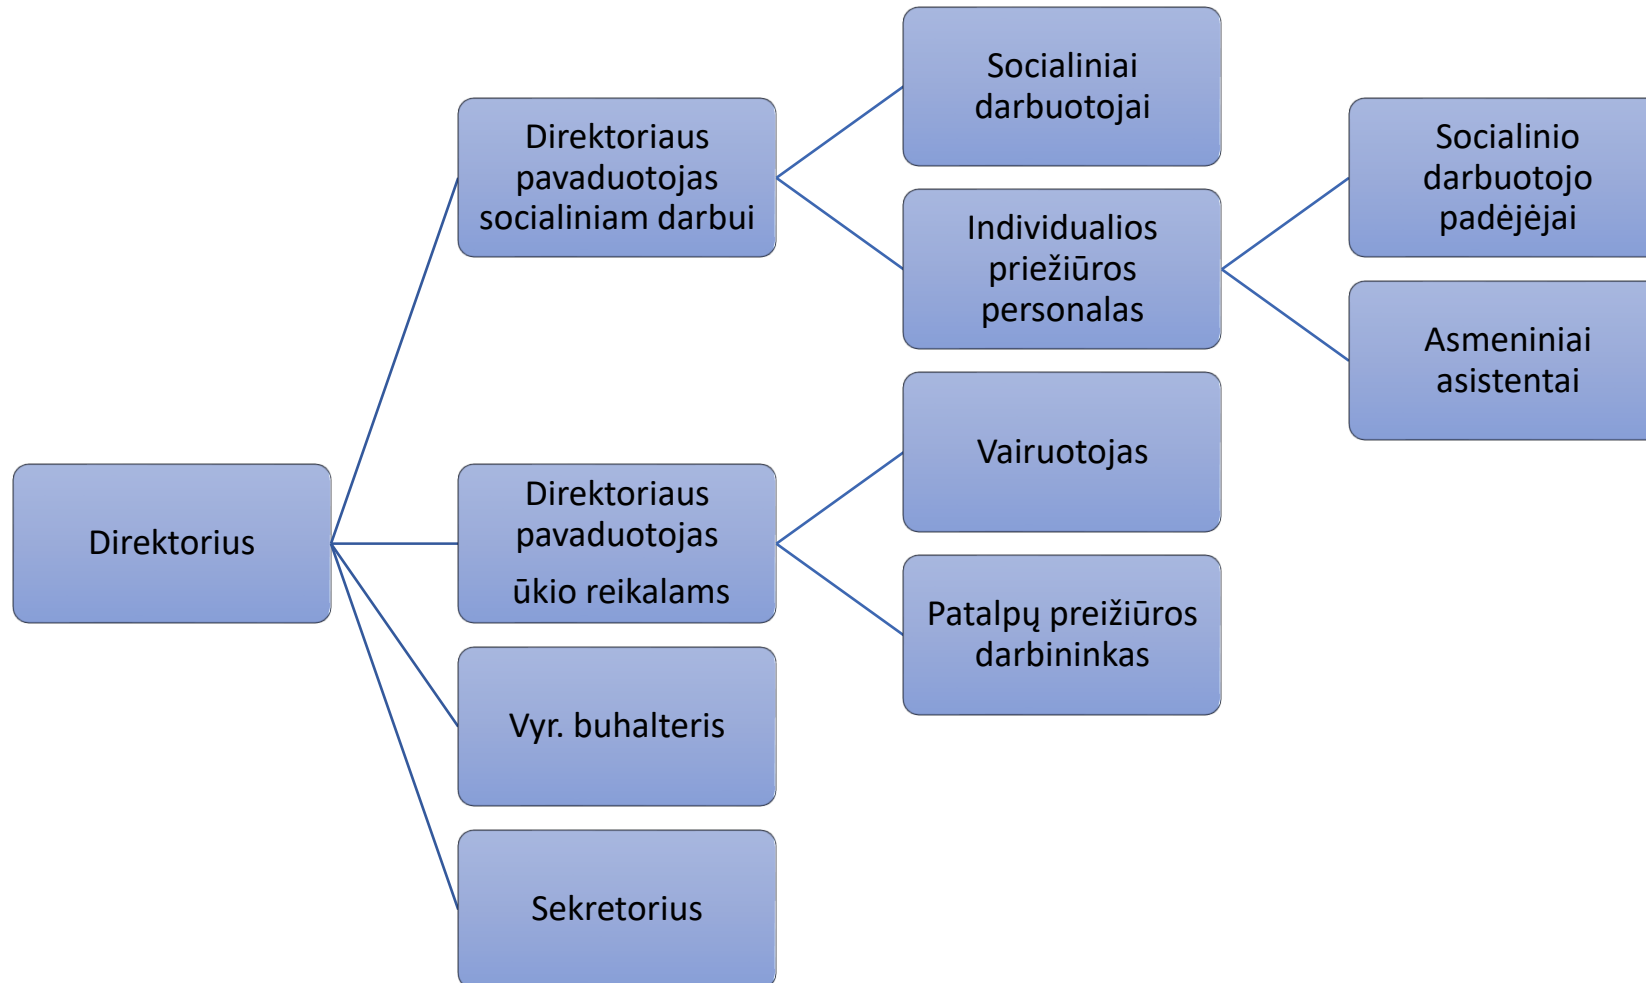 Direktorius
Direktoriaus
pavaduotojas
socialiniam darbui
Socialiniai
darbuotojai
Individualios
priežiūros
personalas
Socialinio
darbuotojo
padėjėjai
Asmeniniai
asistentai
Direktoriaus
pavaduotojas
ūkio reikalams
Vairuotojas
Patalpų preižiūros
darbininkas
Vyr. buhalteris
Sekretorius